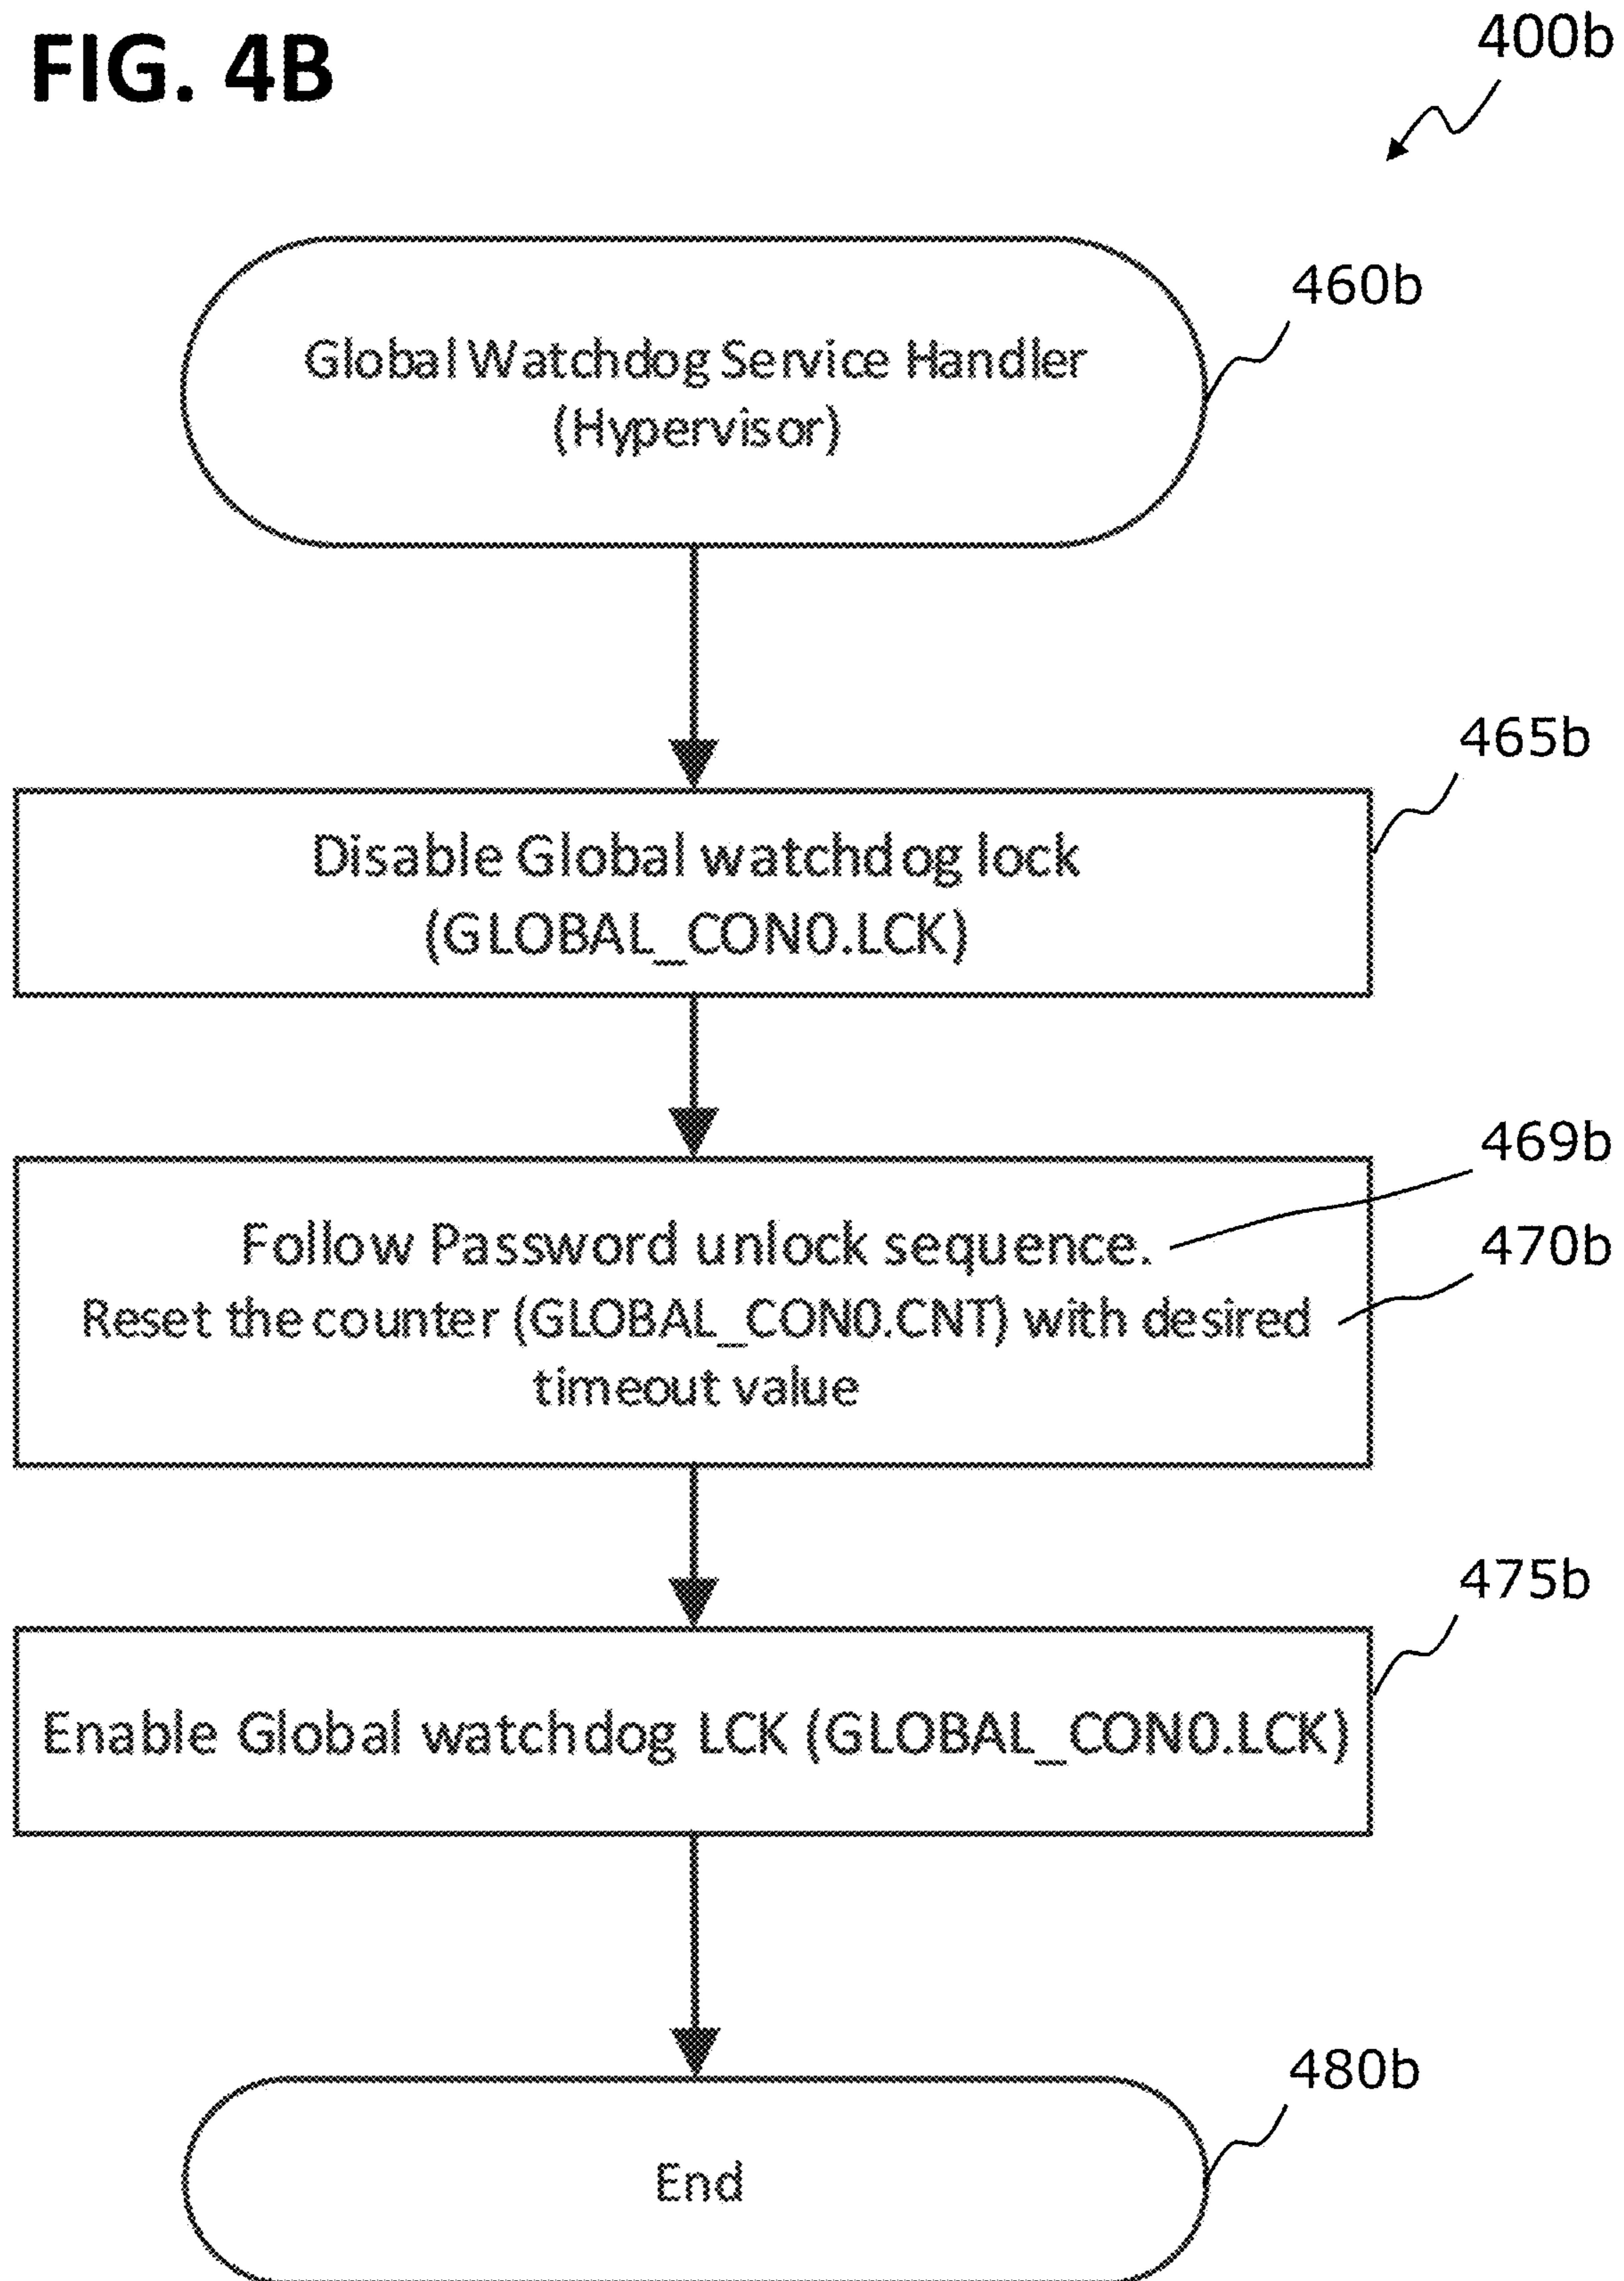 FIG. 4B
400b
460b
Global Watchdog Service Handler
(Hypervisor)
465b
Disable Global watchdog lock
(GLOBAL_CON0.LCK)
469b
Follow Password unlock sequence.
470b
Reset the counter (GLOBAL_CON0.CNT) with desired
timeout value
475b
Enable Global watchdog LCK (GLOBAL_CON0.LCK)
480b
End